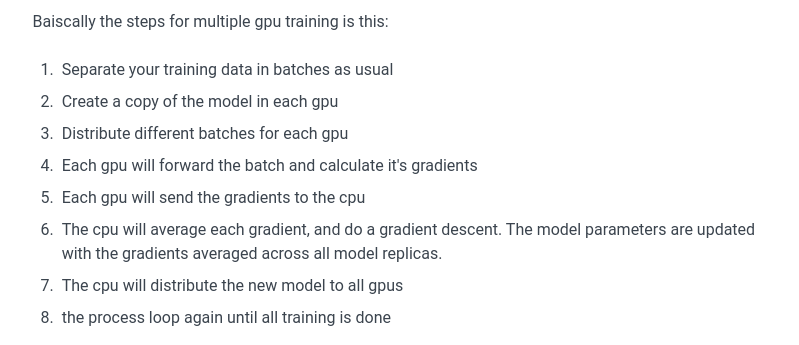 Baiscally the steps for multiple gpu training is this:
1. Separate your training data in batches as usual
2. Create a copy of the model in each gpu
3. Distribute different batches for each gpu
4. Each gpu will forward the batch and calculate it's gradients
5. Each gpu will send the gradients to the cpu
6. The cpu will average each gradient, and do a gradient descent. The model parameters are updated
with the gradients averaged across all model replicas.
7. The cpu will distribute the new model to all gpus
8. the process loop again until all training is done